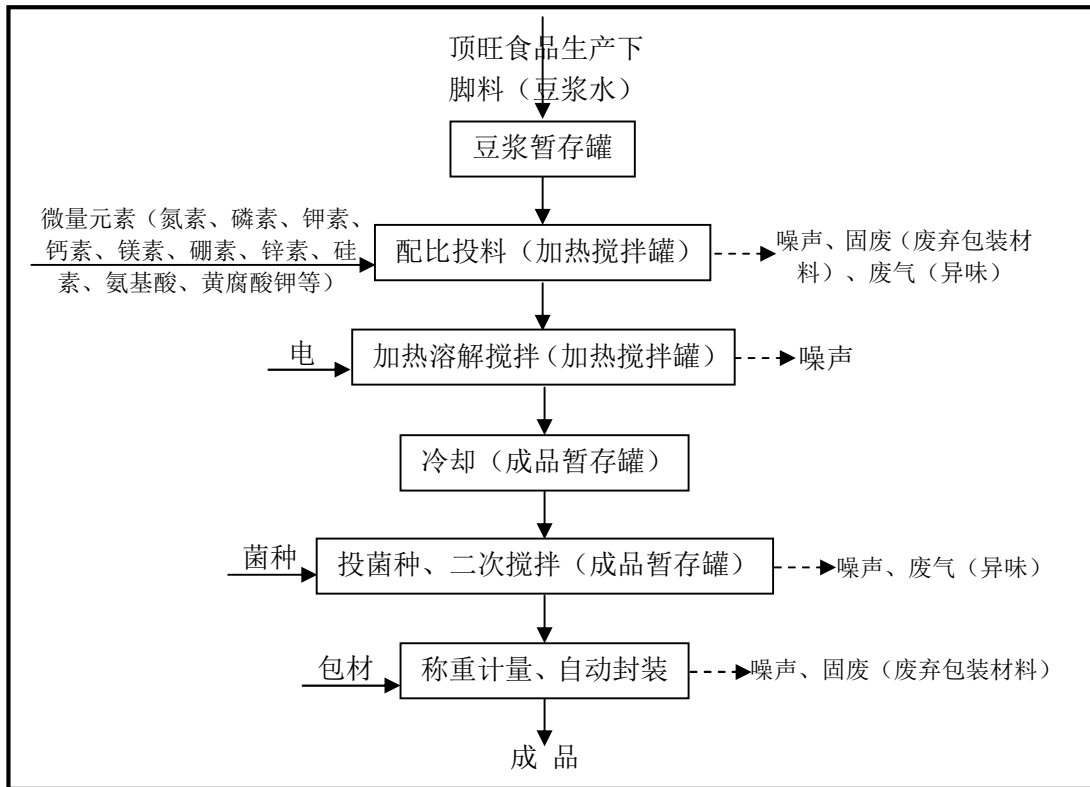 顶旺食品生产下
脚料（豆浆水）
豆浆暂存罐
微量元素（氮素、磷素、钾素、
钙素、镁素、硼素、锌素、硅
素、氨基酸、黄腐酸钾等）
配比投料（加热搅拌罐）
噪声、固废（废弃包装材
料）、废气（异味）
电
加热溶解搅拌（加热搅拌罐）
噪声
冷却（成品暂存罐）
菌种
投菌种、二次搅拌（成品暂存罐）
噪声、废气（异味）
包材
称重计量、自动封装
噪声、固废（废弃包装材料）
成 品